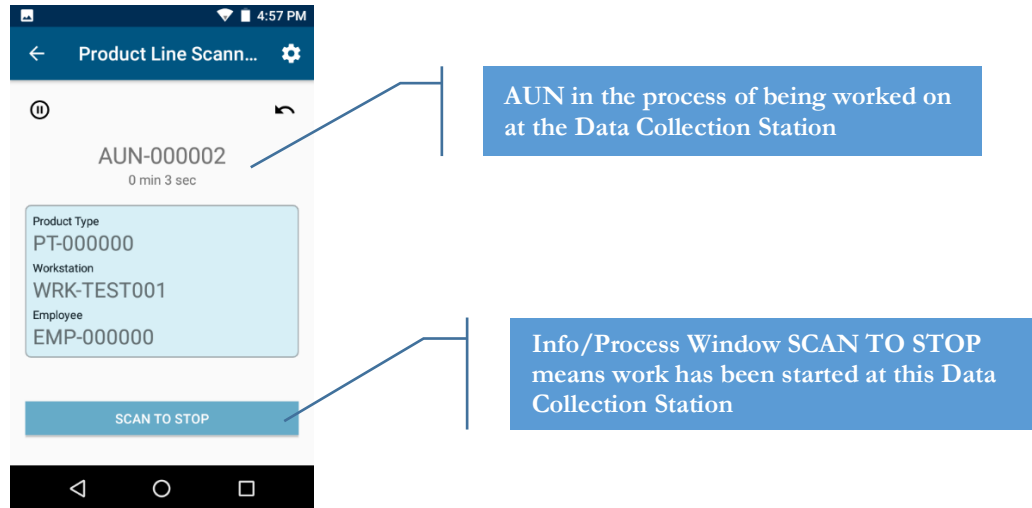 4:57 PM
Product Line Scann...
AUN-000002
0 min 3 sec
Product Type
PT-000000
Workstation
WRK-TEST001
Employee
EMP-000000
SCAN TO STOP
AUN in the process of being worked on
at the Data Collection Station
Info/Process Window SCAN TO STOP
means work has been started at this Data
Collection Station